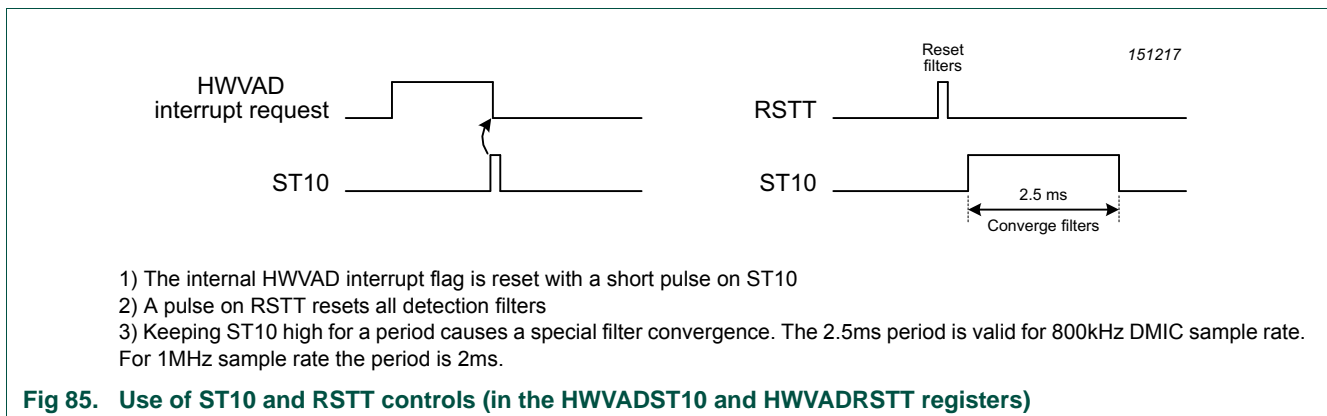 HWVAD
interrupt request
ST10
Reset
filters
151217
RSTT
ST10
2.5 ms
Converge filters
1) The internal HWVAD interrupt flag is reset with a short pulse on ST10
2) A pulse on RSTT resets all detection filters
3) Keeping ST10 high for a period causes a special filter convergence. The 2.5ms period is valid for 800kHz DMIC sample rate.
For 1MHz sample rate the period is 2ms.
Fig 85. Use of ST10 and RSTT controls (in the HWVADST10 and HWVADRSTT registers)